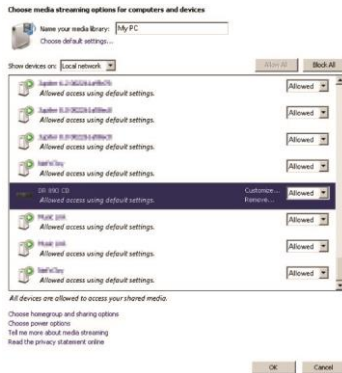 Choose media streaming options for computers and devices
Name your media library: My PC
Choose default settings...
Show devices on: Local network Allow All Block All
Allowed access using default settings. Allowed
Allowed access using default settings. Allowed
Allowed access using default settings. Allowed
Allowed access using default settings. Allowed
Customize...
Allowed access using default settings. Remove... Allowed
Music Link
Allowed access using default settings. Allowed
Music Link
Allowed access using default settings. Allowed
Allowed access using default settings. Allowed
All devices are allowed to access your shared media.
Choose homegroup and sharing options
Choose power options
Tell me more about media streaming
Read the privacy statement online
OK Cancel